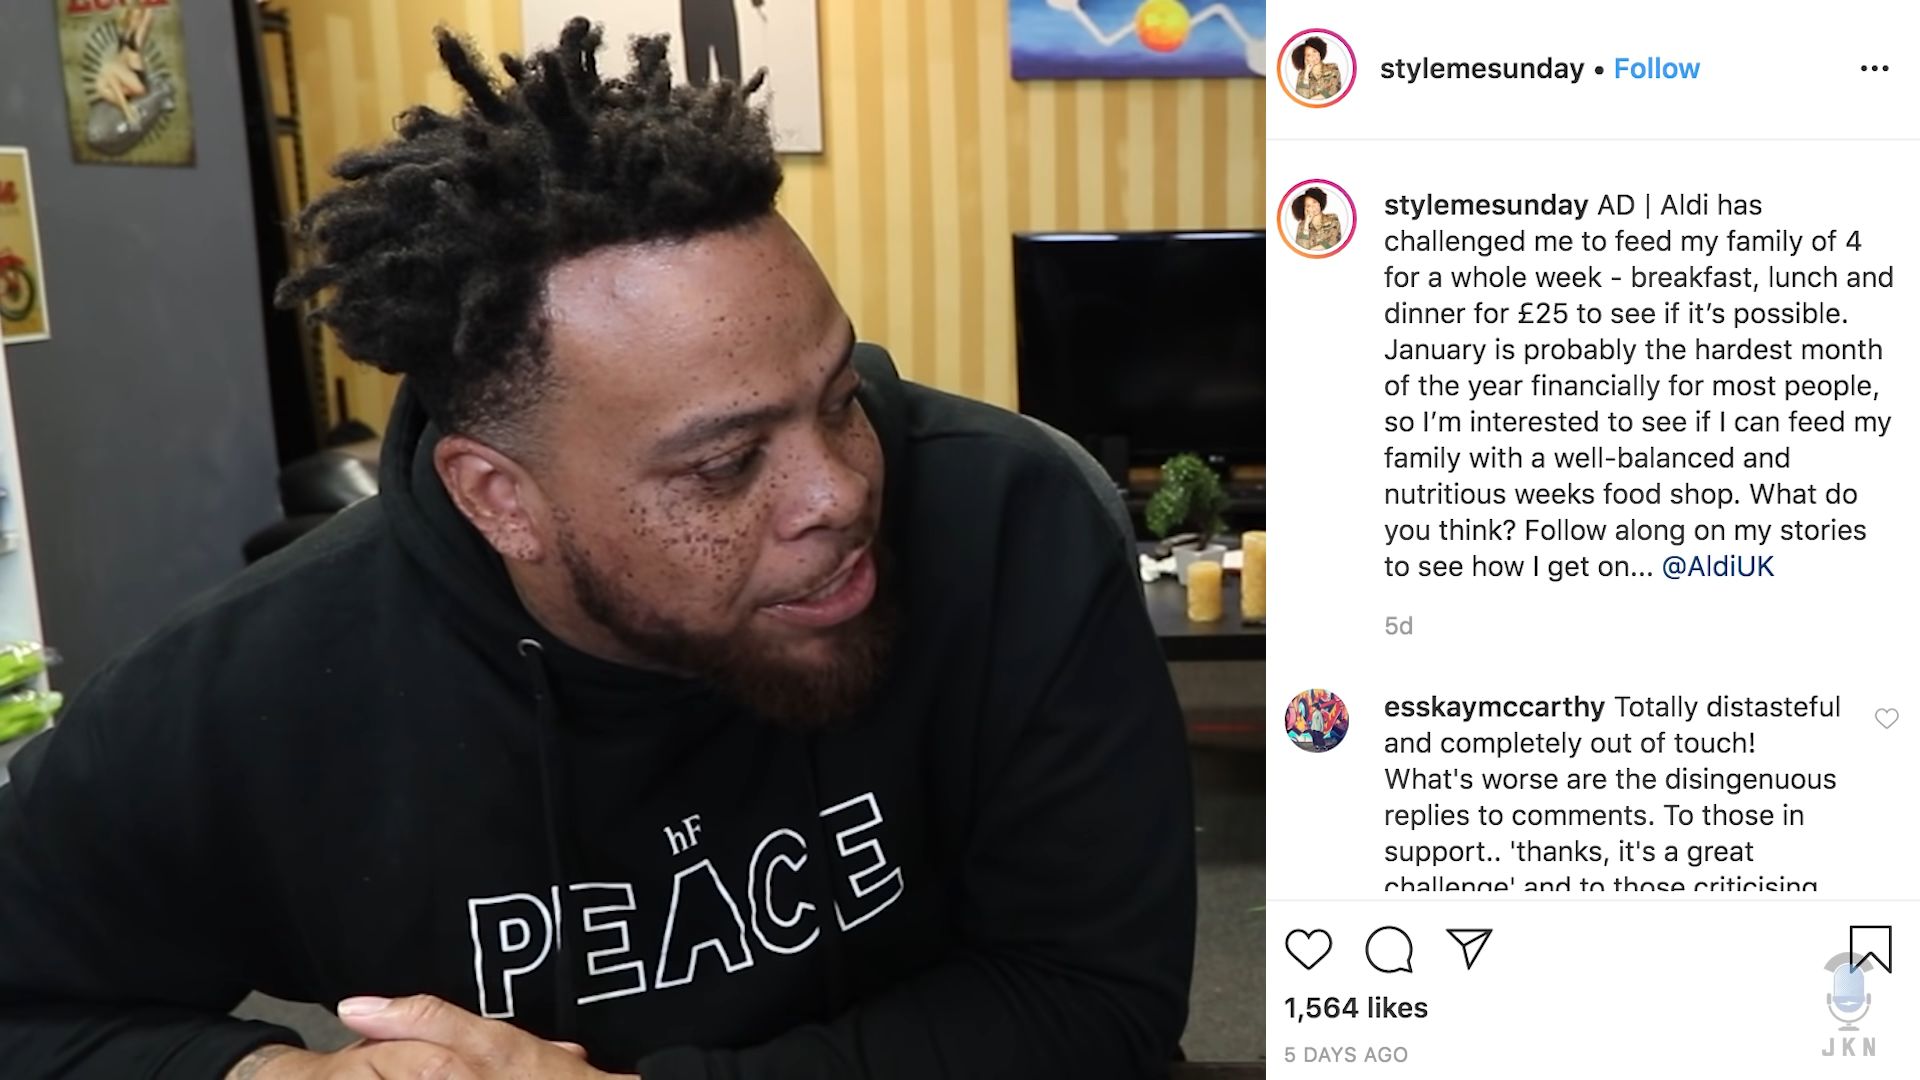 hF
PEACE
stylemesunday • Follow
stylemesunday AD | Aldi has
challenged me to feed my family of 4
for a whole week - breakfast, lunch and
dinner for £25 to see if it’s possible.
January is probably the hardest month
of the year financially for most people,
so I’m interested to see if I can feed my
family with a well-balanced and
nutritious weeks food shop. What do
you think? Follow along on my stories
to see how I get on... @AldiUK
5d
esskaymccarthy Totally distasteful
and completely out of touch!
What's worse are the disingenuous
replies to comments. To those in
support.. 'thanks, it's a great
challenge' and to those criticising
1,564 likes
5 DAYS AGO
JKN